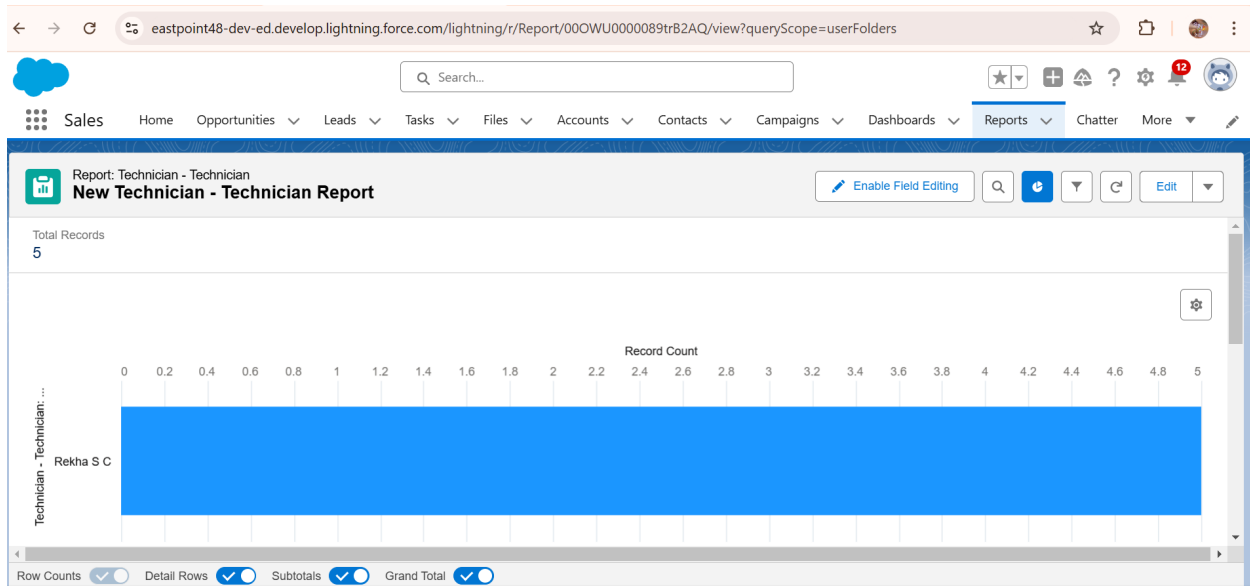 eastpoint48-dev-ed.develop.lightning.force.com/lightning/r/Report/00OWU0000089trB2AQ/view?queryScope=userFolders
Search...
12
Sales Home Opportunities Leads Tasks Files Accounts Contacts Campaigns Dashboards Reports Chatter More
Report: Technician - Technician
New Technician - Technician Report
Enable Field Editing
Edit
Total Records
5
Record Count
0 0.2 0.4 0.6 0.8 1 1.2 1.4 1.6 1.8 2 2.2 2.4 2.6 2.8 3 3.2 3.4 3.6 3.8 4 4.2 4.4 4.6 4.8 5
Technician - Technician: ...
Rekha S C
Row Counts Detail Rows Subtotals Grand Total